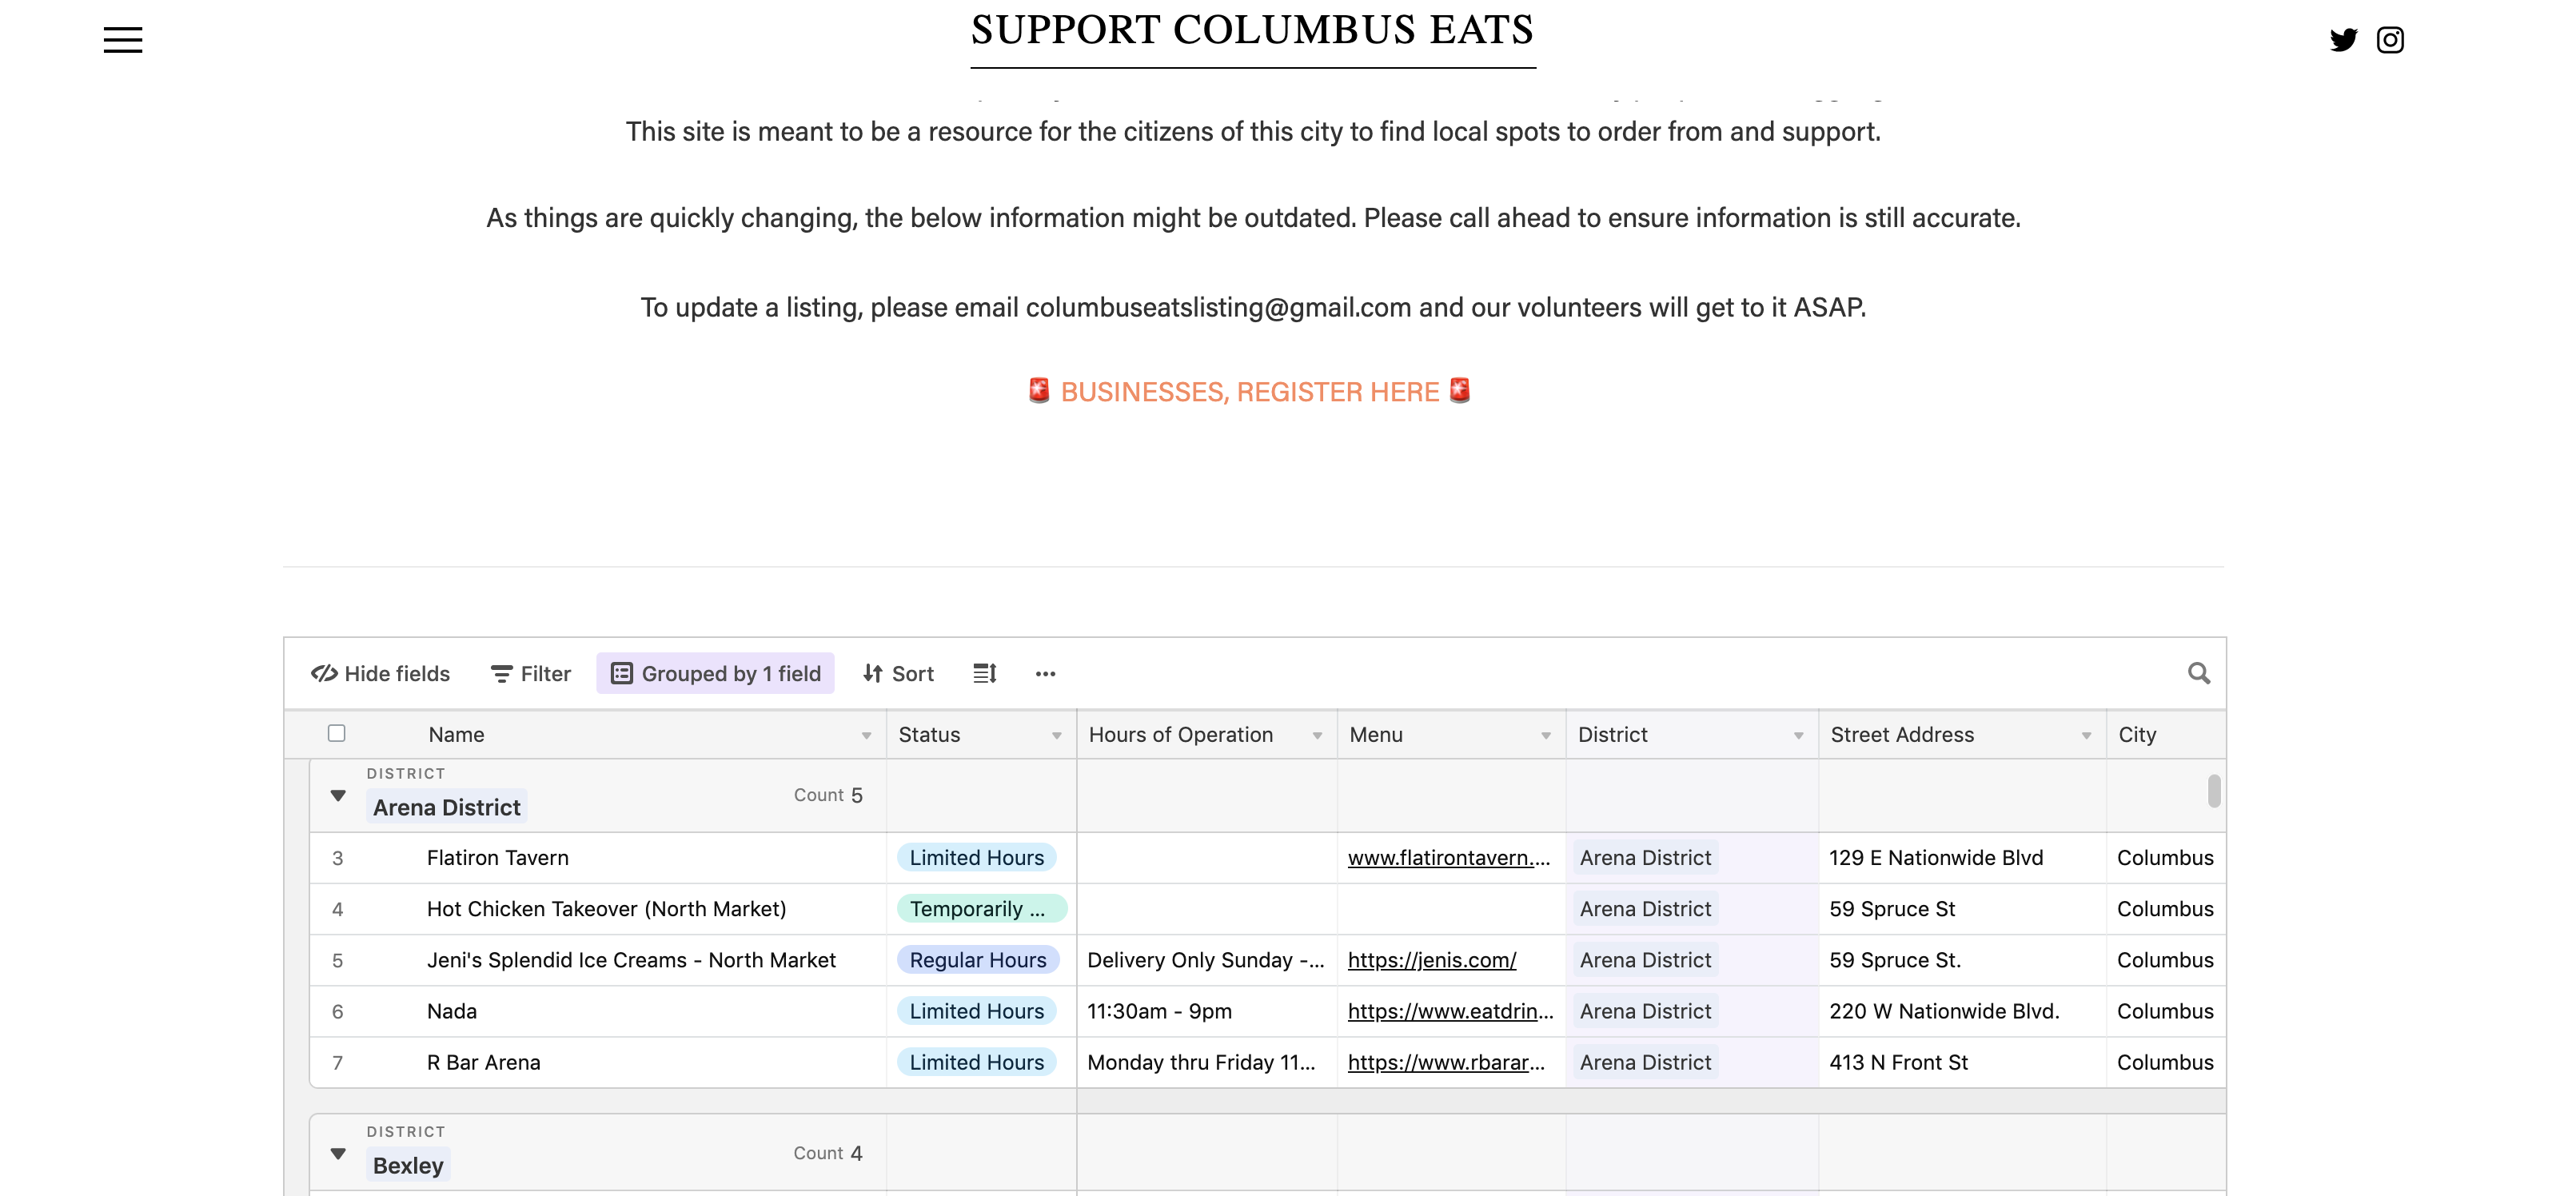 SUPPORT COLUMBUS EATS
This site is meant to be a resource for the citizens of this city to find local spots to order from and support.
As things are quickly changing, the below information might be outdated. Please call ahead to ensure information is still accurate.
To update a listing, please email columbuseatslisting@gmail.com and our volunteers will get to it ASAP.
🚨 BUSINESSES, REGISTER HERE 🚨
Hide fields Filter Grouped by 1 field Sort ...
Name Status Hours of Operation Menu District Street Address City
DISTRICT
Arena District Count 5
3 Flatiron Tavern Limited Hours www.flatirontavern.... Arena District 129 E Nationwide Blvd Columbus
4 Hot Chicken Takeover (North Market) Temporarily ... Arena District 59 Spruce St Columbus
5 Jeni's Splendid Ice Creams - North Market Regular Hours Delivery Only Sunday -... https://jenis.com/ Arena District 59 Spruce St. Columbus
6 Nada Limited Hours 11:30am - 9pm https://www.eatdrin... Arena District 220 W Nationwide Blvd. Columbus
7 R Bar Arena Limited Hours Monday thru Friday 11... https://www.rbarar... Arena District 413 N Front St Columbus
DISTRICT
Bexley Count 4